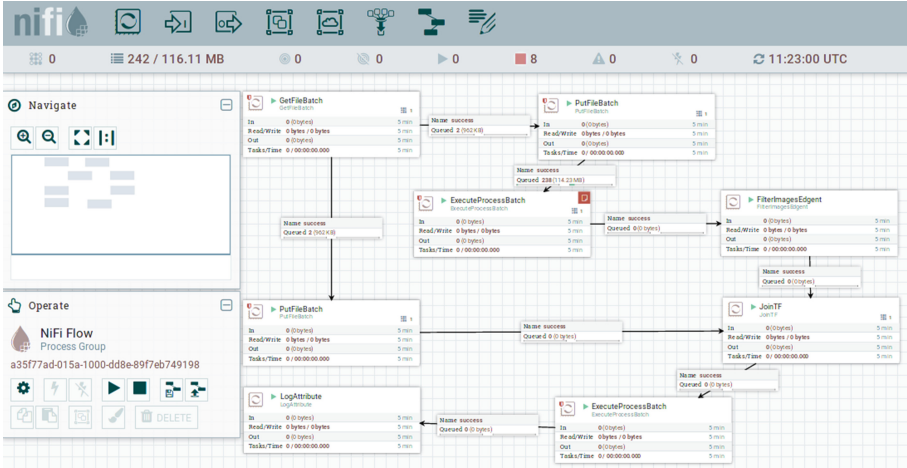 nifi
0
242 / 116.11 MB
0
0
0
8
0
0
11:23:00 UTC
Navigate
Operate
NiFi Flow
Process Group
a35f77ad-015a-1000-dd8e-89f7eb749198
DELETE
GetFileBatch
GetFileBatch
1
In 0 (0 bytes) 5 min
Read/Write 0 bytes / 0 bytes 5 min
Out 0 (0 bytes) 5 min
Tasks/Time 0 / 00:00:00.000 5 min
Name success
Queued 2 (962 KB)
PutFileBatch
PutFileBatch
1
In 0 (0 bytes) 5 min
Read/Write 0 bytes / 0 bytes 5 min
Out 0 (0 bytes) 5 min
Tasks/Time 0 / 00:00:00.000 5 min
Name success
Queued 238 (114.23 MB)
ExecuteProcessBatch
ExecuteProcessBatch
1
In 0 (0 bytes) 5 min
Read/Write 0 bytes / 0 bytes 5 min
Out 0 (0 bytes) 5 min
Tasks/Time 0 / 00:00:00.000 5 min
Name success
Queued 0 (0 bytes)
FilterImagesEdgent
FilterImagesEdgent
In 0 (0 bytes) 5 min
Read/Write 0 bytes / 0 bytes 5 min
Out 0 (0 bytes) 5 min
Tasks/Time 0 / 00:00:00.000 5 min
Name success
Queued 2 (962 KB)
Name success
Queued 0 (0 bytes)
PutFileBatch
PutFileBatch
1
In 0 (0 bytes) 5 min
Read/Write 0 bytes / 0 bytes 5 min
Out 0 (0 bytes) 5 min
Tasks/Time 0 / 00:00:00.000 5 min
Name success
Queued 0 (0 bytes)
JoinTF
JoinTF
1
In 0 (0 bytes) 5 min
Read/Write 0 bytes / 0 bytes 5 min
Out 0 (0 bytes) 5 min
Tasks/Time 0 / 00:00:00.000 5 min
Name success
Queued 0 (0 bytes)
LogAttribute
LogAttribute
In 0 (0 bytes) 5 min
Read/Write 0 bytes / 0 bytes 5 min
Out 0 (0 bytes) 5 min
Tasks/Time 0 / 00:00:00.000 5 min
Name success
Queued 0 (0 bytes)
ExecuteProcessBatch
ExecuteProcessBatch
1
In 0 (0 bytes) 5 min
Read/Write 0 bytes / 0 bytes 5 min
Out 0 (0 bytes) 5 min
Tasks/Time 0 / 00:00:00.000 5 min